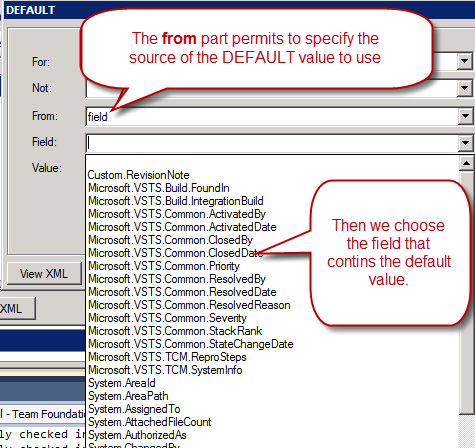 DEFAULT
The from part permits to specify the
source of the DEFAULT value to use
For:
Not:
From:
field
Field:
Value:
Custom.RevisionNote
Microsoft.VSTS.Build.FoundIn
Microsoft.VSTS.Build.IntegrationBuild
Microsoft.VSTS.Common.ActivatedBy
Microsoft.VSTS.Common.ActivatedDate
Microsoft.VSTS.Common.ClosedBy
Microsoft.VSTS.Common.ClosedDate
Microsoft.VSTS.Common.Priority
Microsoft.VSTS.Common.ResolvedBy
Microsoft.VSTS.Common.ResolvedDate
Microsoft.VSTS.Common.ResolvedReason
Microsoft.VSTS.Common.Severity
Microsoft.VSTS.Common.StackRank
Microsoft.VSTS.Common.StateChangeDate
Microsoft.VSTS.TCM.ReproSteps
Microsoft.VSTS.TCM.SystemInfo
System.AreaId
System.AreaPath
System.AssignedTo
System.AttachedFileCount
System.AuthorizedAs
Then we choose
the field that
contins the default
value.
View XML
XML
l - Team Foundatio
ly checked in
ly checked in